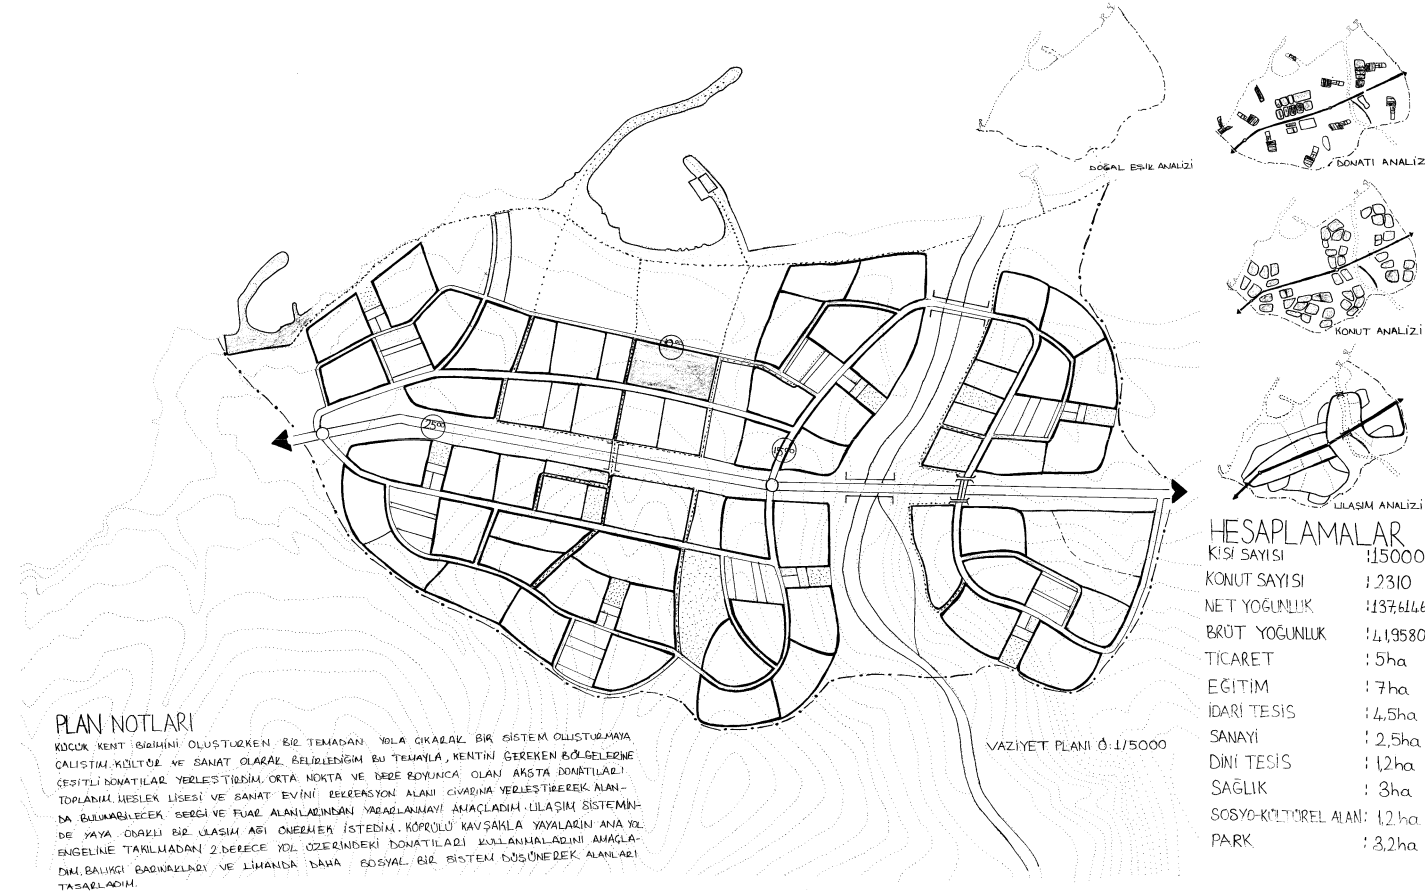 DOĞAL EŞİK ANALİZİ
DONATI ANALİZ
KONUT ANALİZİ
ULAŞIM ANALİZİ
25⁰⁰
15⁰⁰
VAZİYET PLANI Ö:1/5000
HESAPLAMALAR
KİŞİ SAYISI :15000
KONUT SAYISI :2310
NET YOĞUNLUK
BRÜT YOĞUNLUK :41,9580
TİCARET :5ha
EĞİTİM :7ha
İDARİ TESİS :4,5ha
SANAYİ :2,5ha
DİNİ TESİS :1,2ha
SAĞLIK :3ha
SOSYO-KÜLTÜREL ALAN: 1,2ha
PARK :3,2ha
PLAN NOTLARI
KÜÇÜK KENT BİRİMİNİ OLUŞTURKEN BİR TEMADAN YOLA ÇIKARAK BİR SİSTEM OLUŞTURMAYA
ÇALIŞTIM. KÜLTÜR VE SANAT OLARAK BELİRLEDİĞİM BU TEMAYLA, KENTİN GEREKEN BÖLGELERİNE
ÇEŞİTLİ DONATILAR YERLEŞTİRDİM. ORTA NOKTA VE DERE BOYUNCA OLAN AKSTA DONATILARI
TOPLADIM. MESLEK LİSESİ VE SANAT EVİNİ REKREASYON ALANI CİVARINA YERLEŞTİREREK ALAN-
DA BULUNABİLECEK SERGİ VE FUAR ALANLARINDAN YARARLANMAYI AMAÇLADIM. ULAŞIM SİSTEMİN-
DE YAYA ODAKLI BİR ULAŞIM AĞI ÖNERMEK İSTEDİM. KÖPRÜLÜ KAVŞAKLA YAYALARIN ANA YOL
ENGELİNE TAKILMADAN 2.DERECE YOL ÜZERİNDEKİ DONATILARI KULLANMALARINI AMAÇLA-
DIM. BALIKÇI BARINAKLARI VE LİMANDA DAHA SOSYAL BİR SİSTEM DÜŞÜNEREK ALANLARI
TASARLADIM.